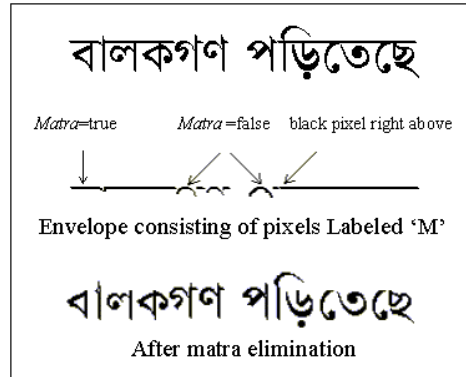 বালকগণ পড়িতেছে
Matra=true Matra=false black pixel right above
Envelope consisting of pixels Labeled ‘M’
বালকগণ পড়িতেছে
After matra elimination